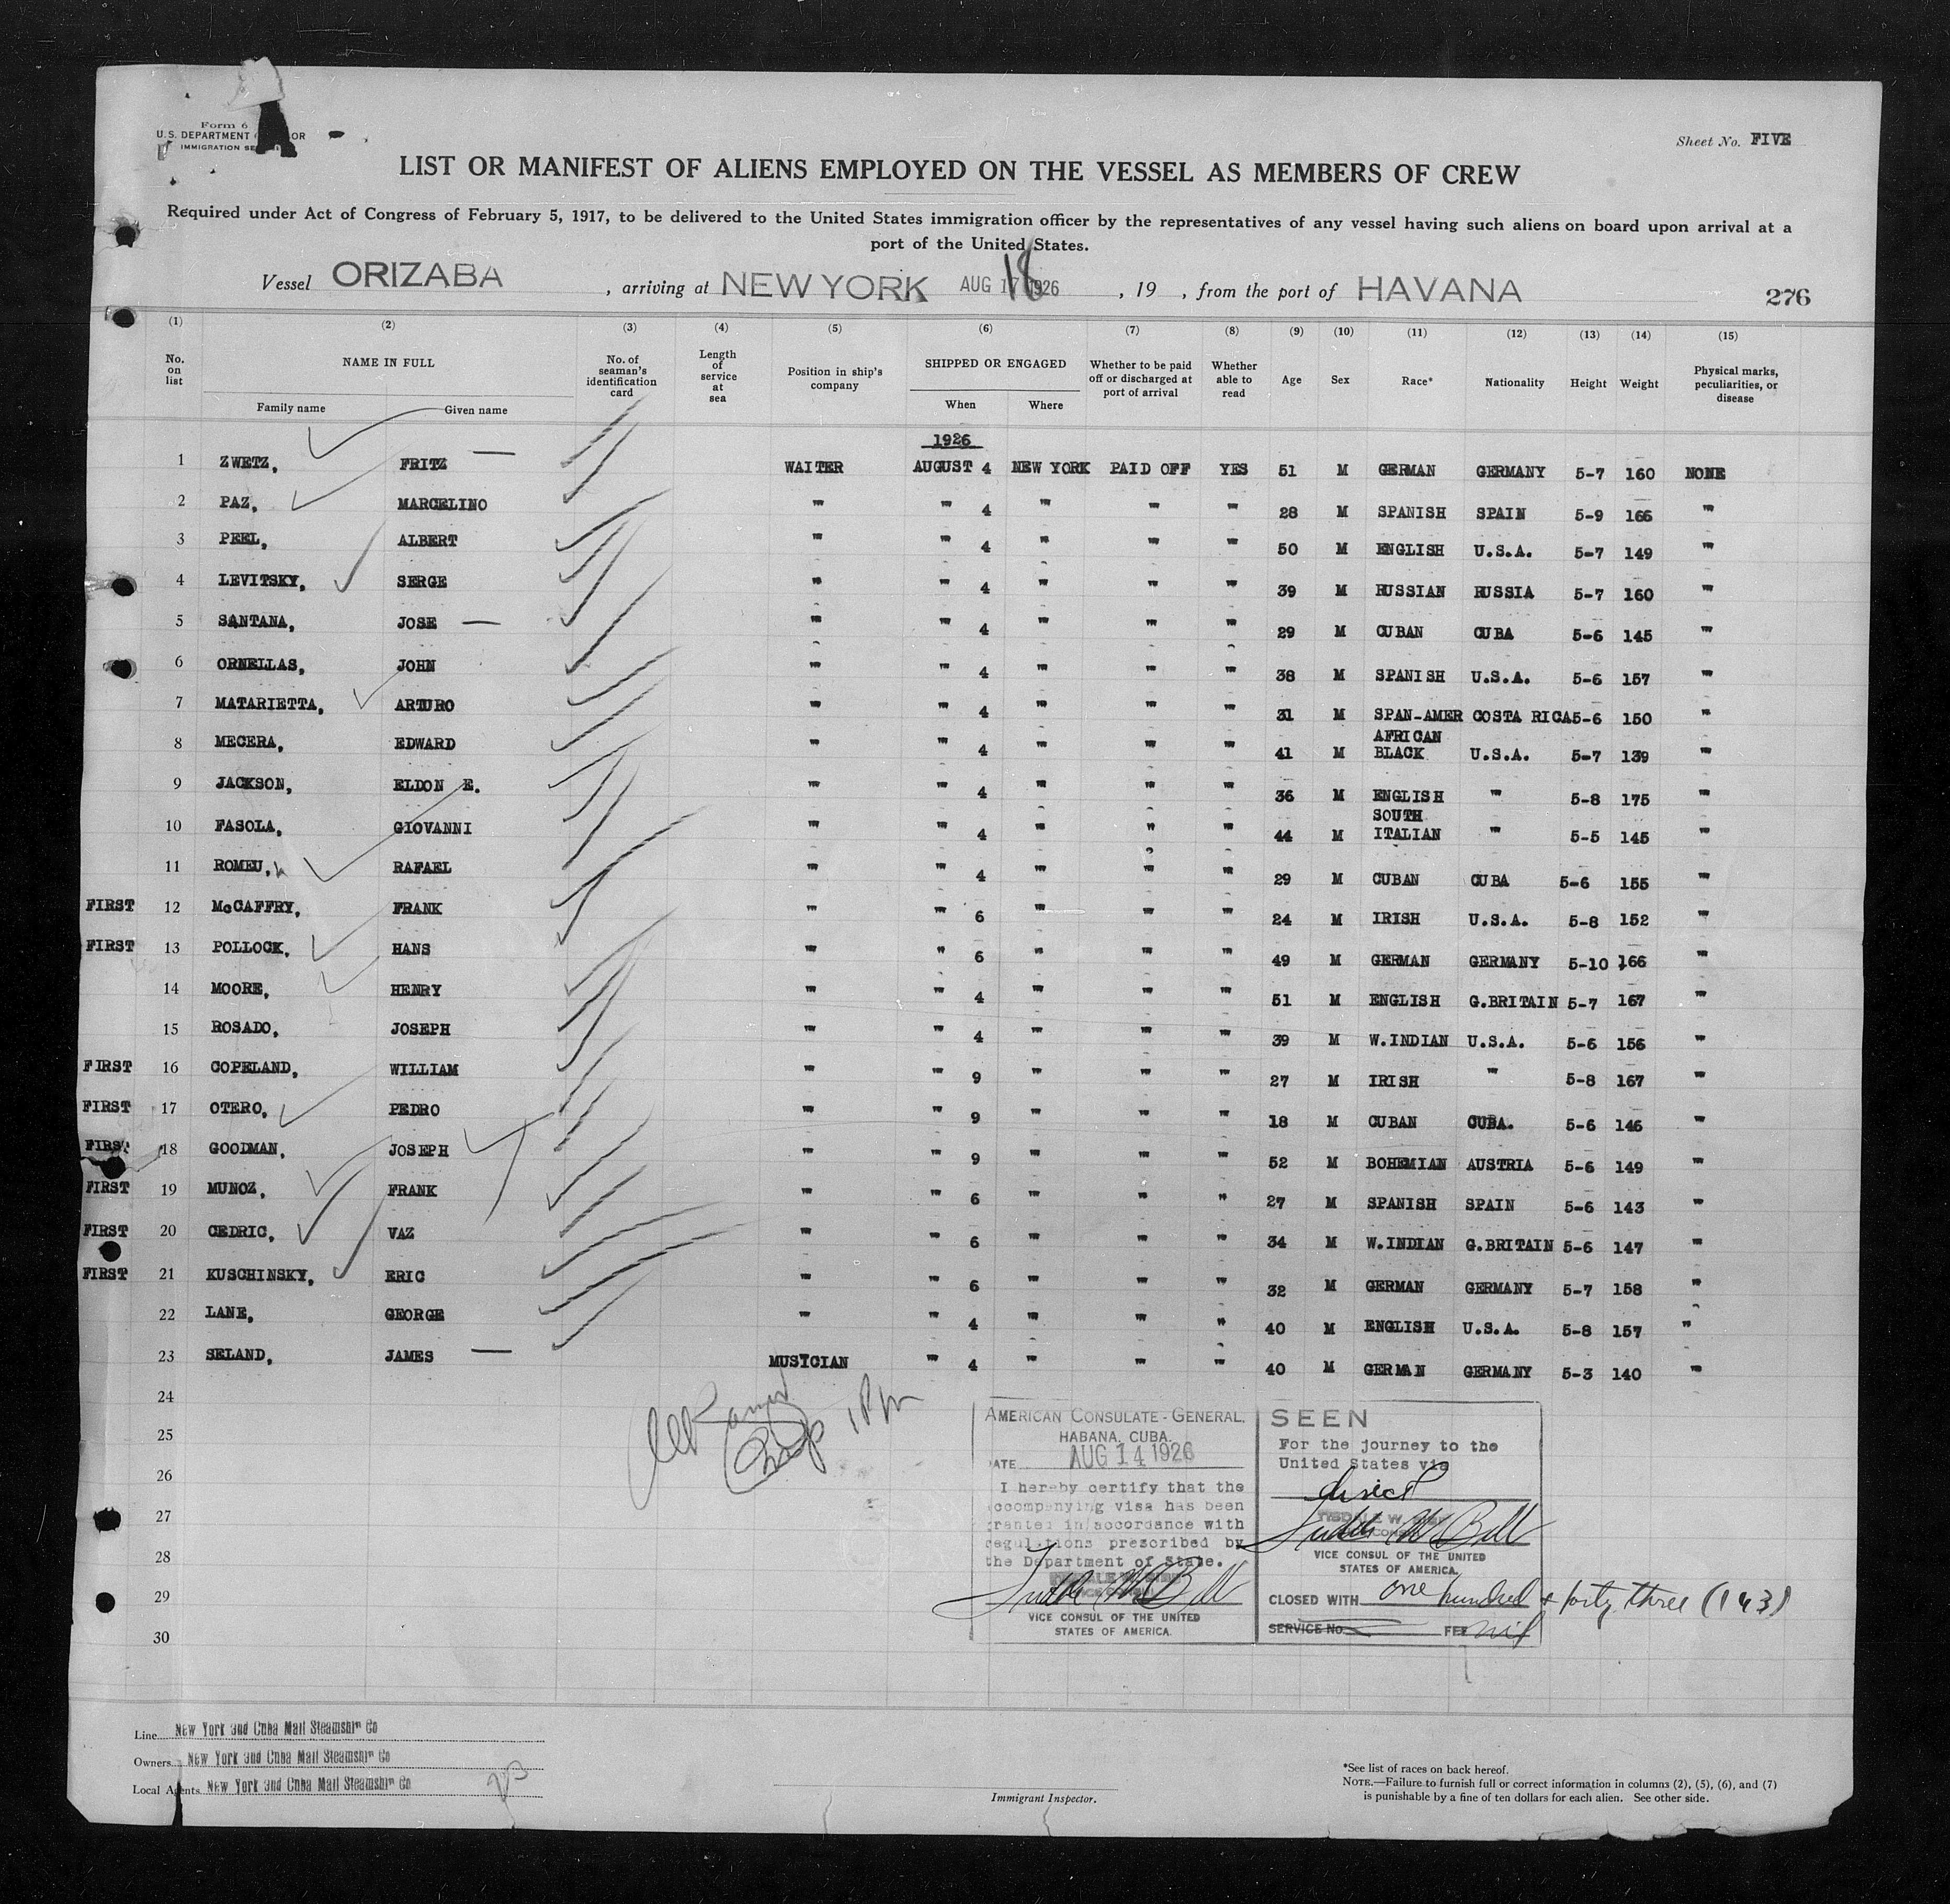 Form 6
U.S. DEPARTMENT
IMMIGRATION
Sheet No. FIVE
LIST OR MANIFEST OF ALIENS EMPLOYED ON THE VESSEL AS MEMBERS OF CREW
Required under Act of Congress of February 5, 1917, to be delivered to the United States immigration officer by the representatives of any vessel having such aliens on board upon arrival at a
port of the United States.
Vessel ORIZABA , arriving at NEW YORK AUG 17 1926 18 , 19 , from the port of HAVANA 276
(1) (2) (3) (4) (5) (6) (7) (8) (9) (10) (11) (12) (13) (14) (15)
No. on list NAME IN FULL Family name Given name No. of seaman's identification card Length of service at sea Position in ship's company SHIPPED OR ENGAGED When Where Whether to be paid off or discharged at port of arrival Whether able to read Age Sex Race* Nationality Height Weight Physical marks, peculiarities, or disease
1926
1 ZWETZ, FRITZ — WAITER AUGUST 4 NEW YORK PAID OFF YES 51 M GERMAN GERMANY 5-7 160 NONE
2 PAZ, MARCELINO " " 4 " " " 28 M SPANISH SPAIN 5-9 166 "
3 PEEL, ALBERT " " 4 " " " 50 M ENGLISH U.S.A. 5-7 149 "
4 LEVITSKY, SERGE " " 4 " " " 39 M RUSSIAN RUSSIA 5-7 160 "
5 SANTANA, JOSE — " " 4 " " " 29 M CUBAN CUBA 5-6 145 "
6 ORNELLAS, JOHN " " 4 " " " 38 M SPANISH U.S.A. 5-6 157 "
7 MATARIETTA, ARTURO " " 4 " " " 31 M SPAN-AMER COSTA RICA 5-6 150 "
8 MECERA, EDWARD " " 4 " " " 41 M AFRICAN BLACK U.S.A. 5-7 139 "
9 JACKSON, ELDON E. " " 4 " " " 36 M ENGLISH " 5-8 175 "
10 FASOLA, GIOVANNI " " 4 " " " 44 M SOUTH ITALIAN " 5-5 145 "
11 ROMEU, RAFAEL " " 4 " " " 29 M CUBAN CUBA 5-6 155 "
FIRST 12 McCAFFRY, FRANK " " 6 " " " 24 M IRISH U.S.A. 5-8 152 "
FIRST 13 POLLOCK, HANS " " 6 " " " 49 M GERMAN GERMANY 5-10 166 "
14 MOORE, HENRY " " 4 " " " 51 M ENGLISH G.BRITAIN 5-7 167 "
15 ROSADO, JOSEPH " " 4 " " " 39 M W.INDIAN U.S.A. 5-6 156 "
FIRST 16 COPELAND, WILLIAM " " 9 " " " 27 M IRISH " 5-8 167 "
FIRST 17 OTERO, PEDRO " " 9 " " " 18 M CUBAN CUBA. 5-6 146 "
FIRST 18 GOODMAN, JOSEPH " " 9 " " " 52 M BOHEMIAN AUSTRIA 5-6 149 "
FIRST 19 MUNOZ, FRANK " " 6 " " " 27 M SPANISH SPAIN 5-6 143 "
FIRST 20 CEDRIC, VAZ " " 6 " " " 34 M W.INDIAN G.BRITAIN 5-6 147 "
FIRST 21 KUSCHINSKY, ERIC " " 6 " " " 32 M GERMAN GERMANY 5-7 158 "
22 LANE, GEORGE " " 4 " " " 40 M ENGLISH U.S.A. 5-8 157 "
23 SELAND, JAMES — MUSICIAN " 4 " " " 40 M GERMAN GERMANY 5-3 140 "
24
25
26
27
28
29
30
AMERICAN CONSULATE-GENERAL,
HABANA, CUBA.
ATE AUG 14 1926
I hereby certify that the
ccompanying visa has been
ranted in accordance with
regulations prescribed by
the Department of State.
VICE CONSUL OF THE UNITED
STATES OF AMERICA.
SEEN
For the journey to the
United States via
direct
VICE CONSUL OF THE UNITED
STATES OF AMERICA.
CLOSED WITH one hundred + forty three (143)
SERVICE No. FEE nil
Line New York and Cuba Mail Steamship Co
Owners New York and Cuba Mail Steamship Co
Local Agents New York and Cuba Mail Steamship Co
Immigrant Inspector.
*See list of races on back hereof.
NOTE.—Failure to furnish full or correct information in columns (2), (5), (6), and (7)
is punishable by a fine of ten dollars for each alien. See other side.